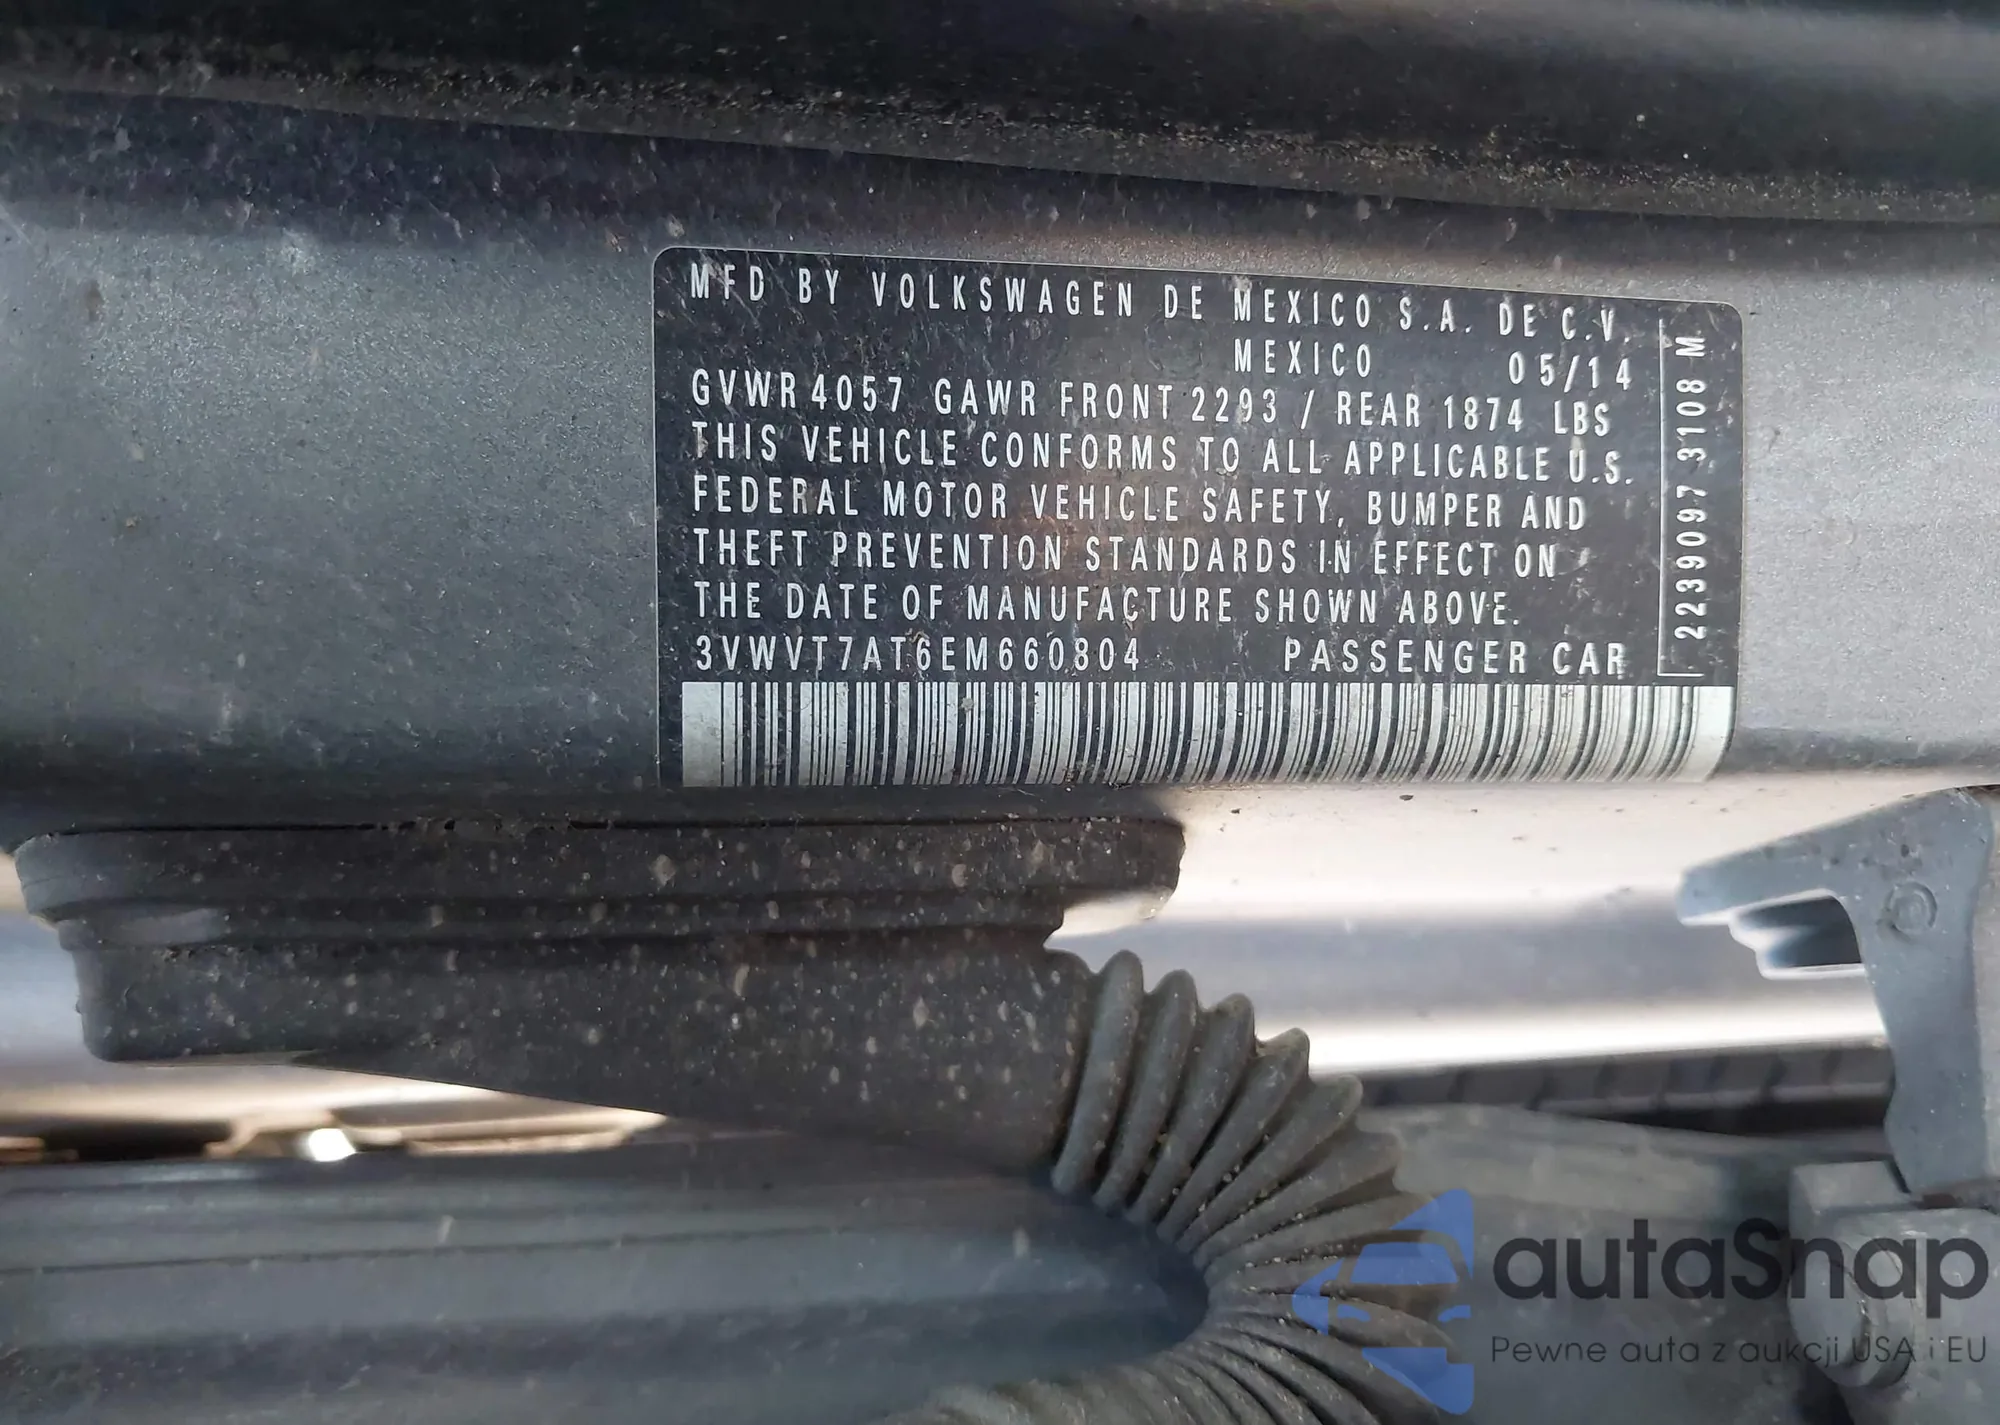 MFD BY VOLKSWAGEN DE MEXICO S.A. DE C.V.
MEXICO 05/14
GVWR 4057 GAWR FRONT 2293 / REAR 1874 LBS
THIS VEHICLE CONFORMS TO ALL APPLICABLE U.S.
FEDERAL MOTOR VEHICLE SAFETY, BUMPER AND
THEFT PREVENTION STANDARDS IN EFFECT ON
THE DATE OF MANUFACTURE SHOWN ABOVE.
3VWVT7AT6EM660804 PASSENGER CAR
2239097 3108 M
autaSnap
Pewne auta z aukcji USA i EU